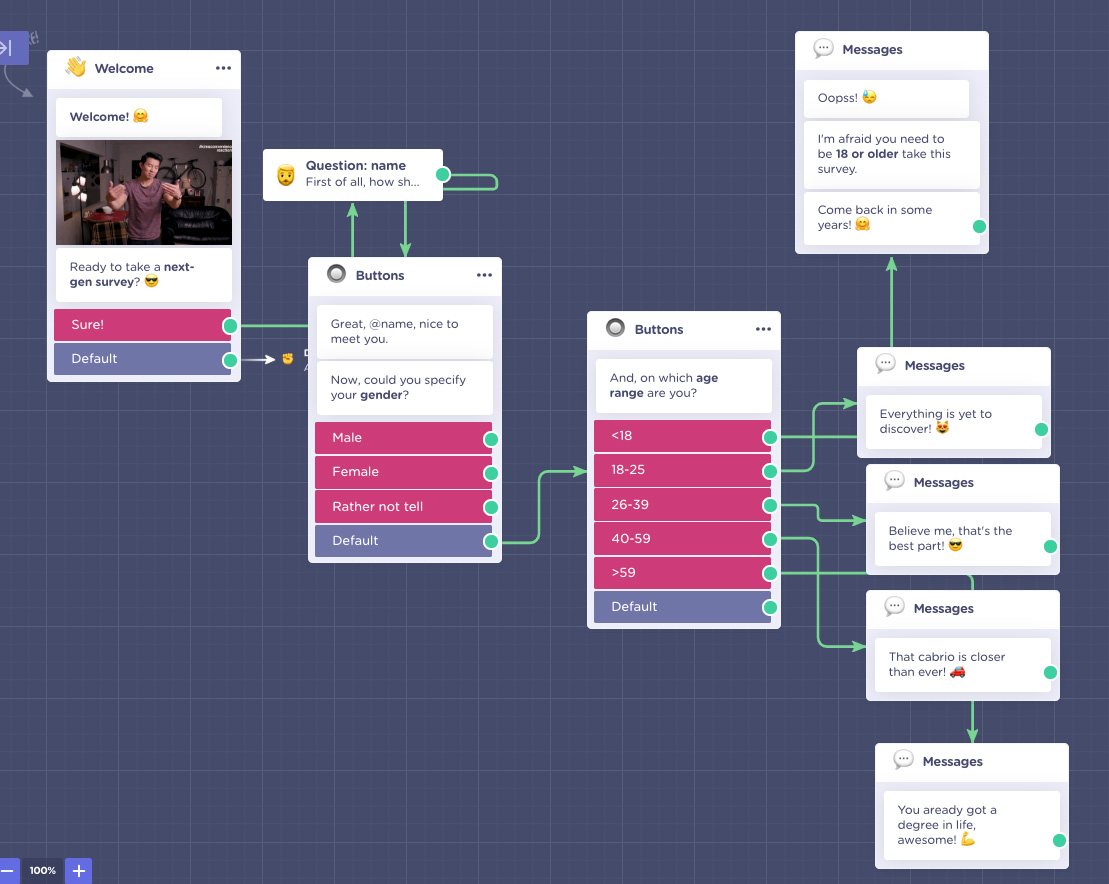 Welcome
Welcome! 🤗
Ready to take a next-
gen survey? 😎
Sure!
Default
Question: name
First of all, how sh...
Buttons
Great, @name, nice to
meet you.
Now, could you specify
your gender?
Male
Female
Rather not tell
Default
Buttons
And, on which age
range are you?
<18
18-25
26-39
40-59
>59
Default
Messages
Oopss! 😓
I'm afraid you need to
be 18 or older take this
survey.
Come back in some
years! 🤗
Messages
Everything is yet to
discover! 😻
Messages
Believe me, that's the
best part! 😎
Messages
That cabrio is closer
than ever! 🚗
Messages
You aready got a
degree in life,
awesome! 💪
100%